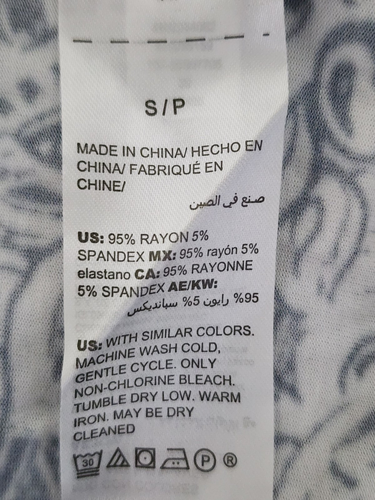 S/P
MADE IN CHINA/ HECHO EN
CHINA/ FABRIQUÉ EN
CHINE/
صنع في الصين
US: 95% RAYON 5%
SPANDEX MX: 95% rayón 5%
elastano CA: 95% RAYONNE
5% SPANDEX AE/KW:
95% رايون 5% سبانديكس
US: WITH SIMILAR COLORS.
MACHINE WASH COLD,
GENTLE CYCLE. ONLY
NON-CHLORINE BLEACH.
TUMBLE DRY LOW. WARM
IRON. MAY BE DRY
CLEANED
30 P ®